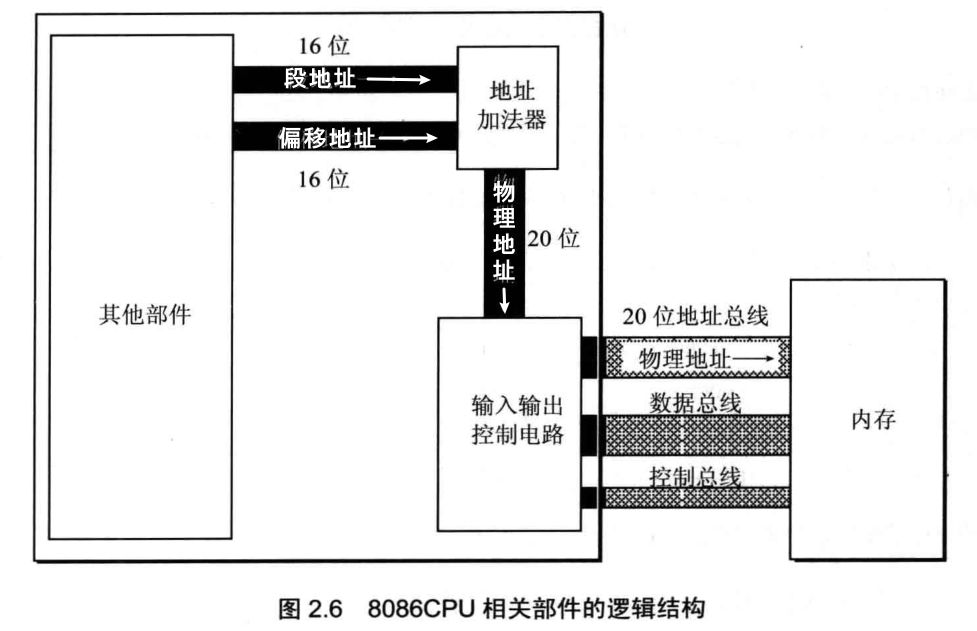 16 位
段地址
偏移地址
16 位
地址
加法器
物理地址
20 位
其他部件
输入输出
控制电路
20 位地址总线
物理地址
数据总线
控制总线
内存
图 2.6 8086CPU 相关部件的逻辑结构